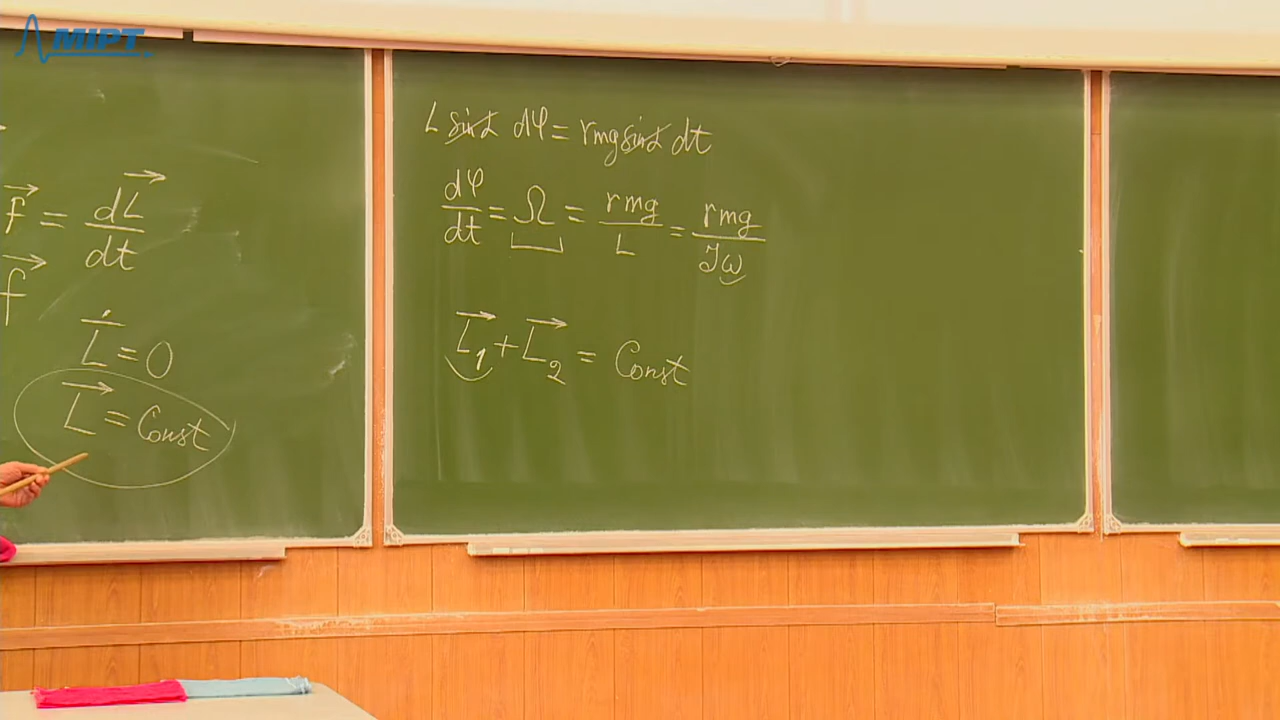 MIPT
f⃗ = dL⃗/dt
f⃗
L̇⃗ = 0
L⃗ = Const
L sinα dφ = rmg sinα dt
dφ/dt = Ω = rmg/L = rmg/Jω
L⃗₁ + L⃗₂ = Const